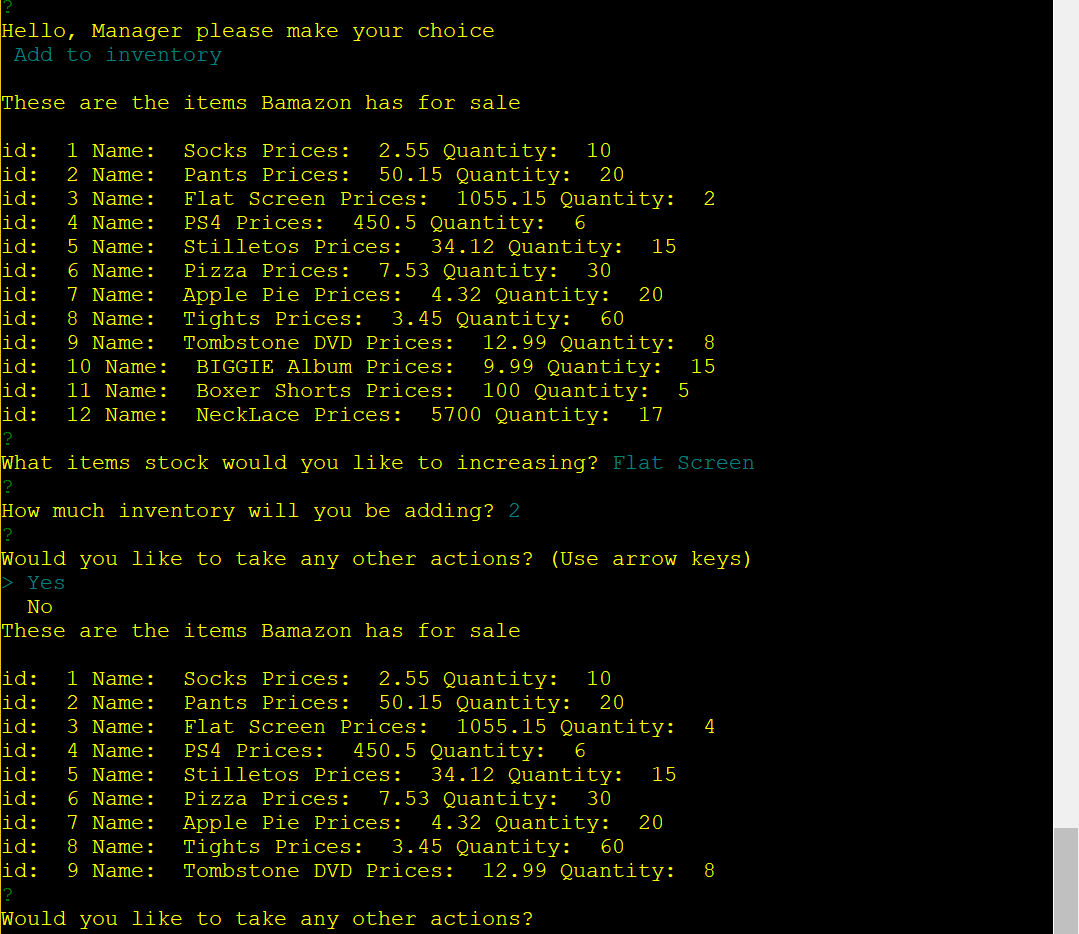 ?
Hello, Manager please make your choice
Add to inventory
These are the items Bamazon has for sale
id:  1 Name:  Socks Prices:  2.55 Quantity:  10
id:  2 Name:  Pants Prices:  50.15 Quantity:  20
id:  3 Name:  Flat Screen Prices:  1055.15 Quantity:  2
id:  4 Name:  PS4 Prices:  450.5 Quantity:  6
id:  5 Name:  Stilletos Prices:  34.12 Quantity:  15
id:  6 Name:  Pizza Prices:  7.53 Quantity:  30
id:  7 Name:  Apple Pie Prices:  4.32 Quantity:  20
id:  8 Name:  Tights Prices:  3.45 Quantity:  60
id:  9 Name:  Tombstone DVD Prices:  12.99 Quantity:  8
id:  10 Name:  BIGGIE Album Prices:  9.99 Quantity:  15
id:  11 Name:  Boxer Shorts Prices:  100 Quantity:  5
id:  12 Name:  NeckLace Prices:  5700 Quantity:  17
?
What items stock would you like to increasing? Flat Screen
?
How much inventory will you be adding? 2
?
Would you like to take any other actions? (Use arrow keys)
> Yes
No
These are the items Bamazon has for sale
id:  1 Name:  Socks Prices:  2.55 Quantity:  10
id:  2 Name:  Pants Prices:  50.15 Quantity:  20
id:  3 Name:  Flat Screen Prices:  1055.15 Quantity:  4
id:  4 Name:  PS4 Prices:  450.5 Quantity:  6
id:  5 Name:  Stilletos Prices:  34.12 Quantity:  15
id:  6 Name:  Pizza Prices:  7.53 Quantity:  30
id:  7 Name:  Apple Pie Prices:  4.32 Quantity:  20
id:  8 Name:  Tights Prices:  3.45 Quantity:  60
id:  9 Name:  Tombstone DVD Prices:  12.99 Quantity:  8
?
Would you like to take any other actions?